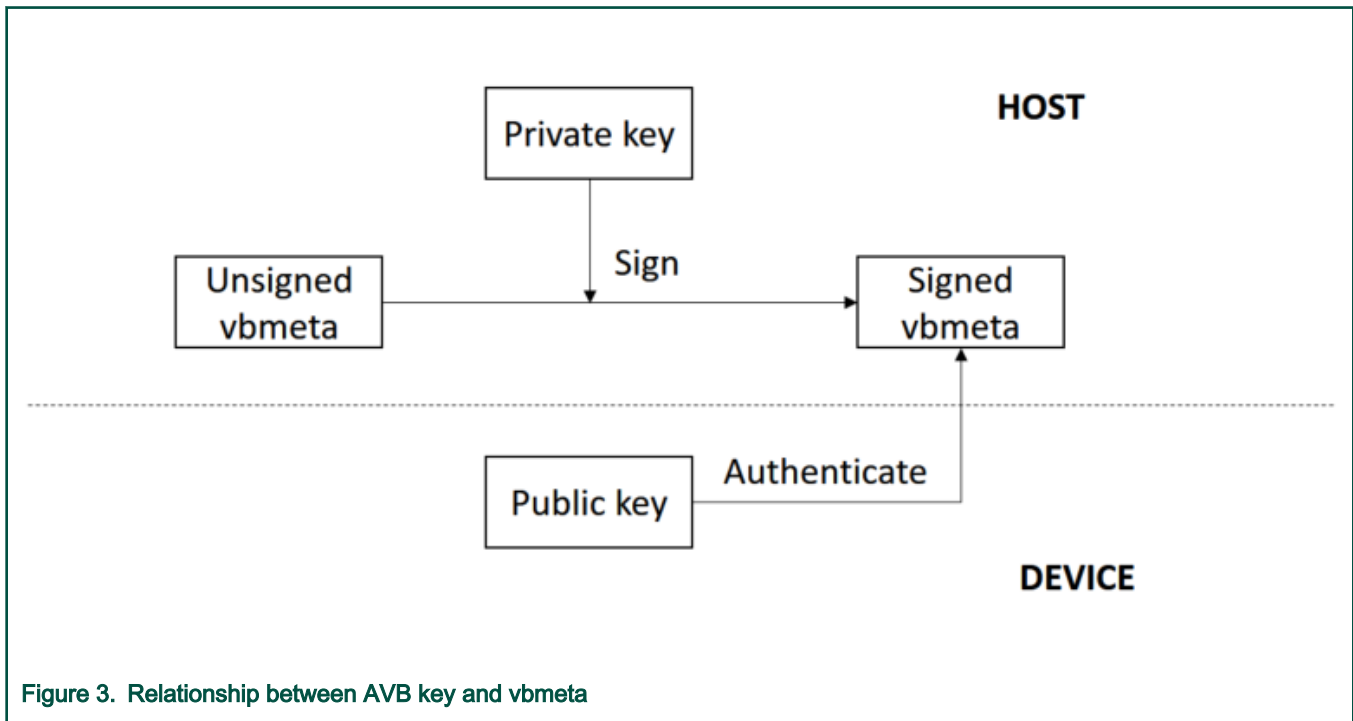 Private key
HOST
Sign
Unsigned
vbmeta
Signed
vbmeta
Authenticate
Public key
DEVICE
Figure 3. Relationship between AVB key and vbmeta